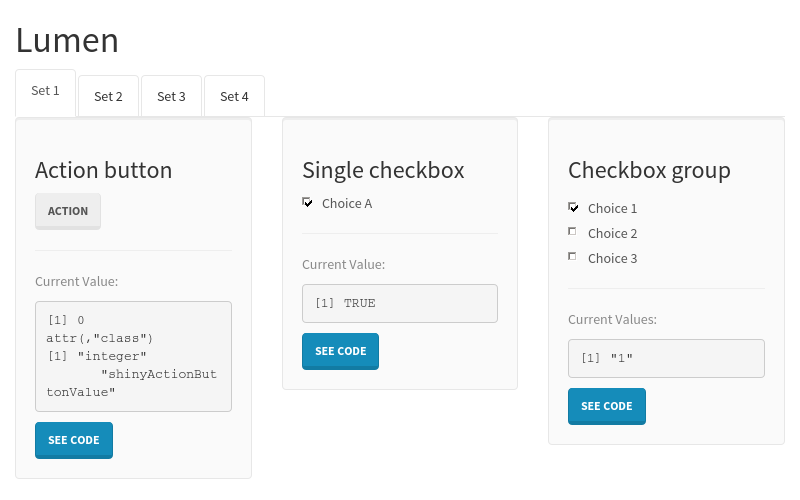 Lumen
Set 1
Set 2
Set 3
Set 4
Action button
ACTION
Current Value:
[1] 0
attr(,"class")
[1] "integer"
"shinyActionBut
tonValue"
SEE CODE
Single checkbox
Choice A
Current Value:
[1] TRUE
SEE CODE
Checkbox group
Choice 1
Choice 2
Choice 3
Current Values:
[1] "1"
SEE CODE